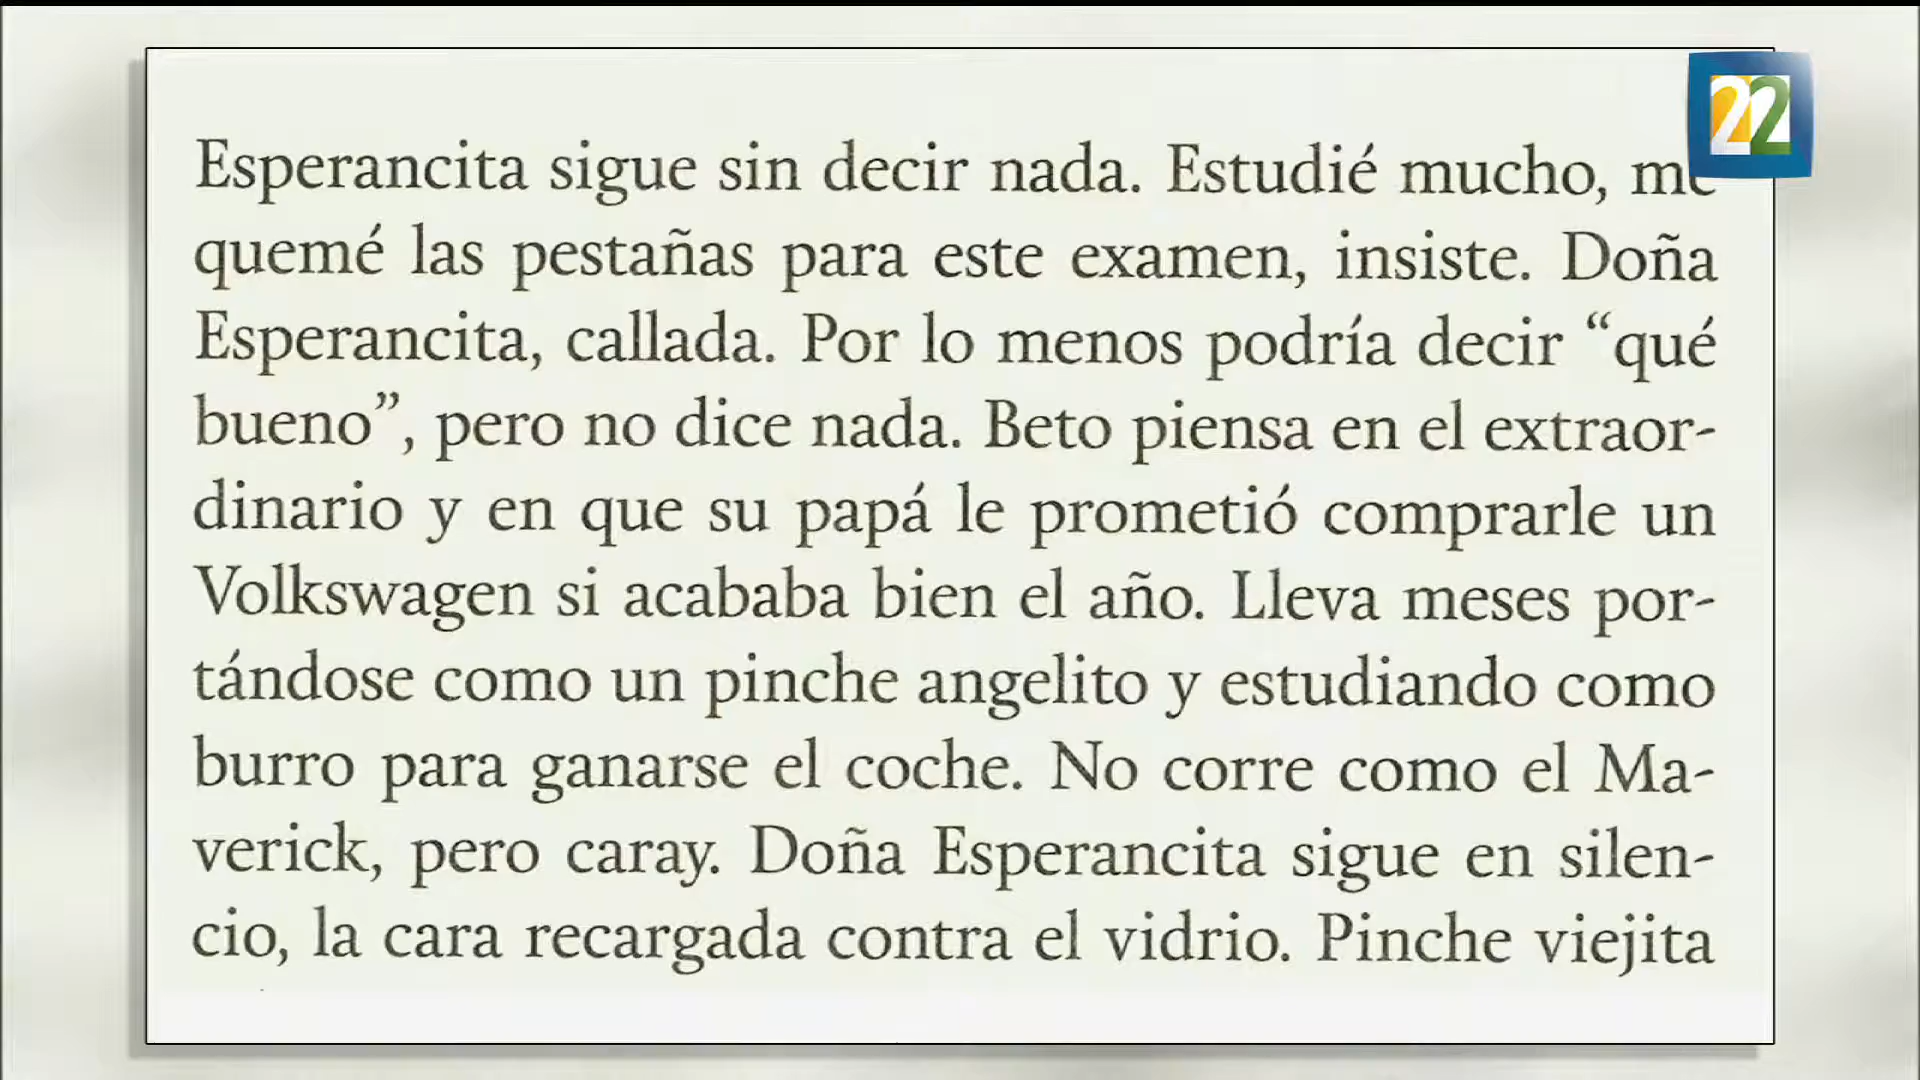 22
Esperancita sigue sin decir nada. Estudié mucho, me
quemé las pestañas para este examen, insiste. Doña
Esperancita, callada. Por lo menos podría decir “qué
bueno”, pero no dice nada. Beto piensa en el extraor-
dinario y en que su papá le prometió comprarle un
Volkswagen si acababa bien el año. Lleva meses por-
tándose como un pinche angelito y estudiando como
burro para ganarse el coche. No corre como el Ma-
verick, pero caray. Doña Esperancita sigue en silen-
cio, la cara recargada contra el vidrio. Pinche viejita